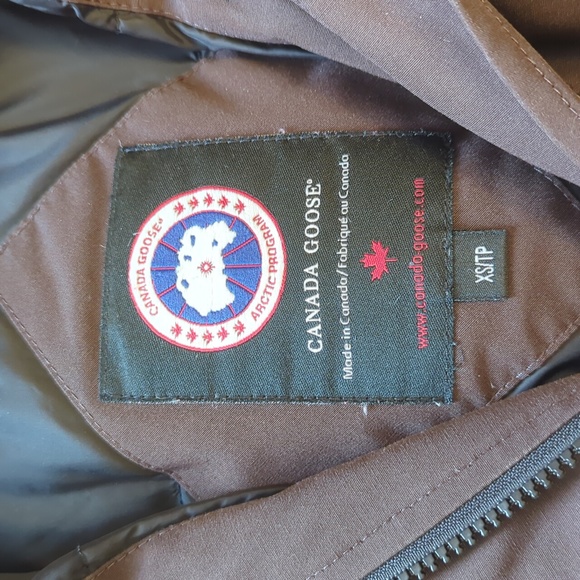 CANADA GOOSE®
ARCTIC PROGRAM
CANADA GOOSE®
Made in Canada/Fabriqué au Canada
www.canada-goose.com
XS/TP